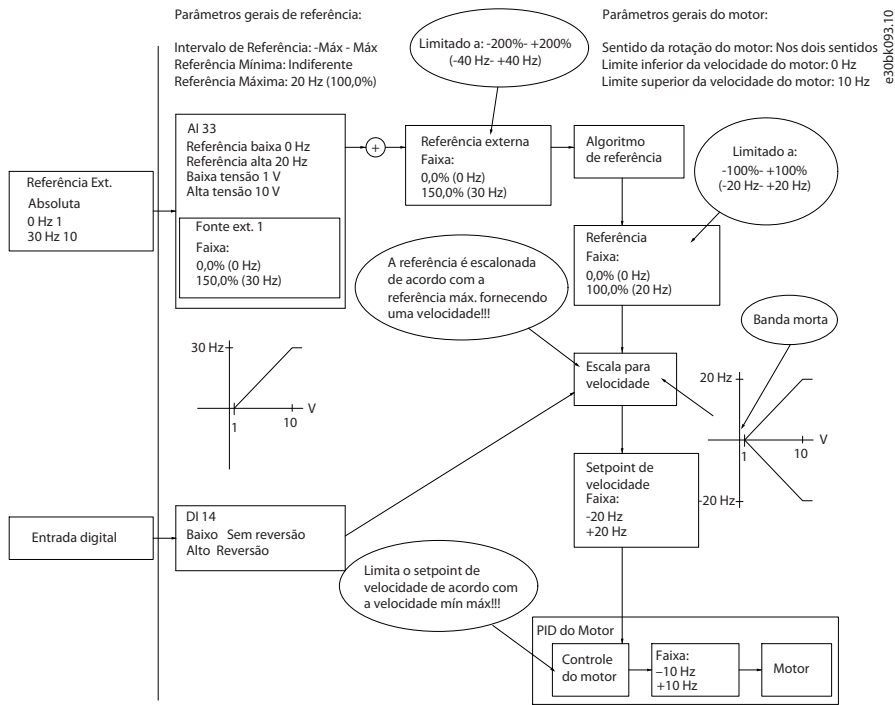 Parâmetros gerais de referência:
Intervalo de Referência: -Máx - Máx
Referência Mínima: Indiferente
Referência Máxima: 20 Hz (100,0%)
Limitado a: -200%- +200%
(-40 Hz- +40 Hz)
Parâmetros gerais do motor:
Sentido da rotação do motor: Nos dois sentidos
Limite inferior da velocidade do motor: 0 Hz
Limite superior da velocidade do motor: 10 Hz
e30bk093.10
Referência Ext.
Absoluta
0 Hz 1
30 Hz 10
AI 33
Referência baixa 0 Hz
Referência alta 20 Hz
Baixa tensão 1 V
Alta tensão 10 V
Fonte ext. 1
Faixa:
0,0% (0 Hz)
150,0% (30 Hz)
+
Referência externa
Faixa:
0,0% (0 Hz)
150,0% (30 Hz)
Algoritmo
de referência
Limitado a:
-100%- +100%
(-20 Hz- +20 Hz)
Referência
Faixa:
0,0% (0 Hz)
100,0% (20 Hz)
A referência é escalonada
de acordo com a
referência máx. fornecendo
uma velocidade!!!
Banda morta
30 Hz
1
10
V
Escala para
velocidade
20 Hz
1
10
V
-20 Hz
Setpoint de
velocidade
Faixa:
-20 Hz
+20 Hz
Entrada digital
DI 14
Baixo Sem reversão
Alto Reversão
Limita o setpoint de
velocidade de acordo com
a velocidade mín máx!!!
PID do Motor
Controle
do motor
Faixa:
–10 Hz
+10 Hz
Motor